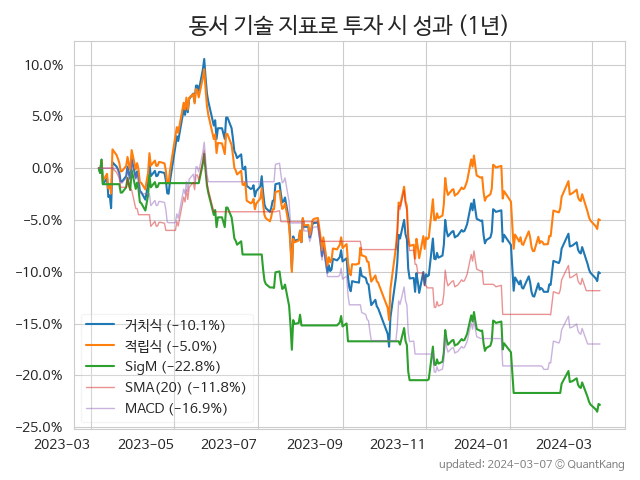 동서 기술 지표로 투자 시 성과 (1년)
10.0%
5.0%
0.0%
−5.0%
−10.0%
−15.0%
−20.0%
−25.0%
거치식 (−10.1%)
적립식 (−5.0%)
SigM (−22.8%)
SMA(20) (−11.8%)
MACD (−16.9%)
2023−03 2023−05 2023−07 2023−09 2023−11 2024−01 2024−03
updated: 2024−03−07 © QuantKang